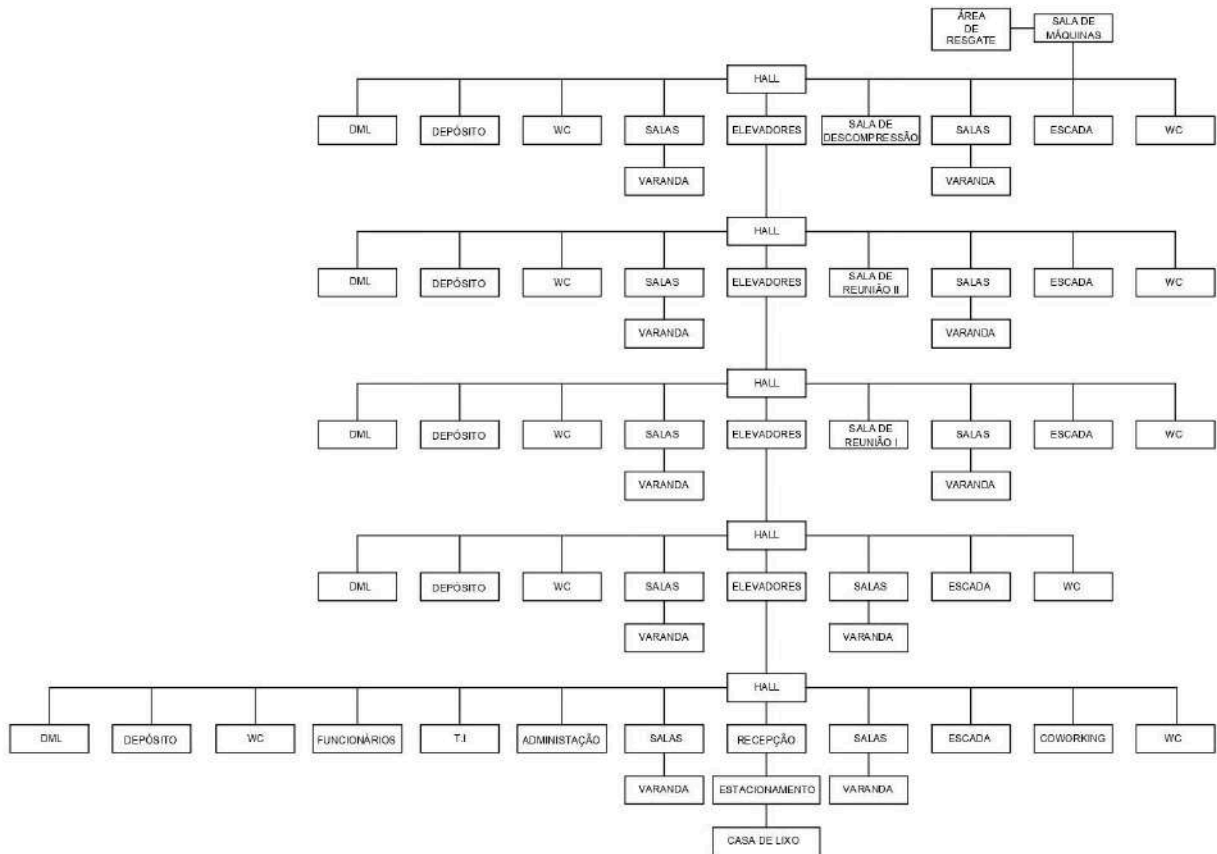 ÁREA
DE
RESGATE
SALA DE
MÁQUINAS
HALL
DML
DEPÓSITO
WC
SALAS
ELEVADORES
SALA DE
DESCOMPRESSÃO
SALAS
ESCADA
WC
VARANDA
VARANDA
HALL
DML
DEPÓSITO
WC
SALAS
ELEVADORES
SALA DE
REUNIÃO II
SALAS
ESCADA
WC
VARANDA
VARANDA
HALL
DML
DEPÓSITO
WC
SALAS
ELEVADORES
SALA DE
REUNIÃO I
SALAS
ESCADA
WC
VARANDA
VARANDA
HALL
DML
DEPÓSITO
WC
SALAS
ELEVADORES
SALAS
ESCADA
WC
VARANDA
VARANDA
HALL
DML
DEPÓSITO
WC
FUNCIONÁRIOS
T.I
ADMINISTAÇÃO
SALAS
RECEPÇÃO
SALAS
ESCADA
COWORKING
WC
VARANDA
ESTACIONAMENTO
VARANDA
CASA DE LIXO